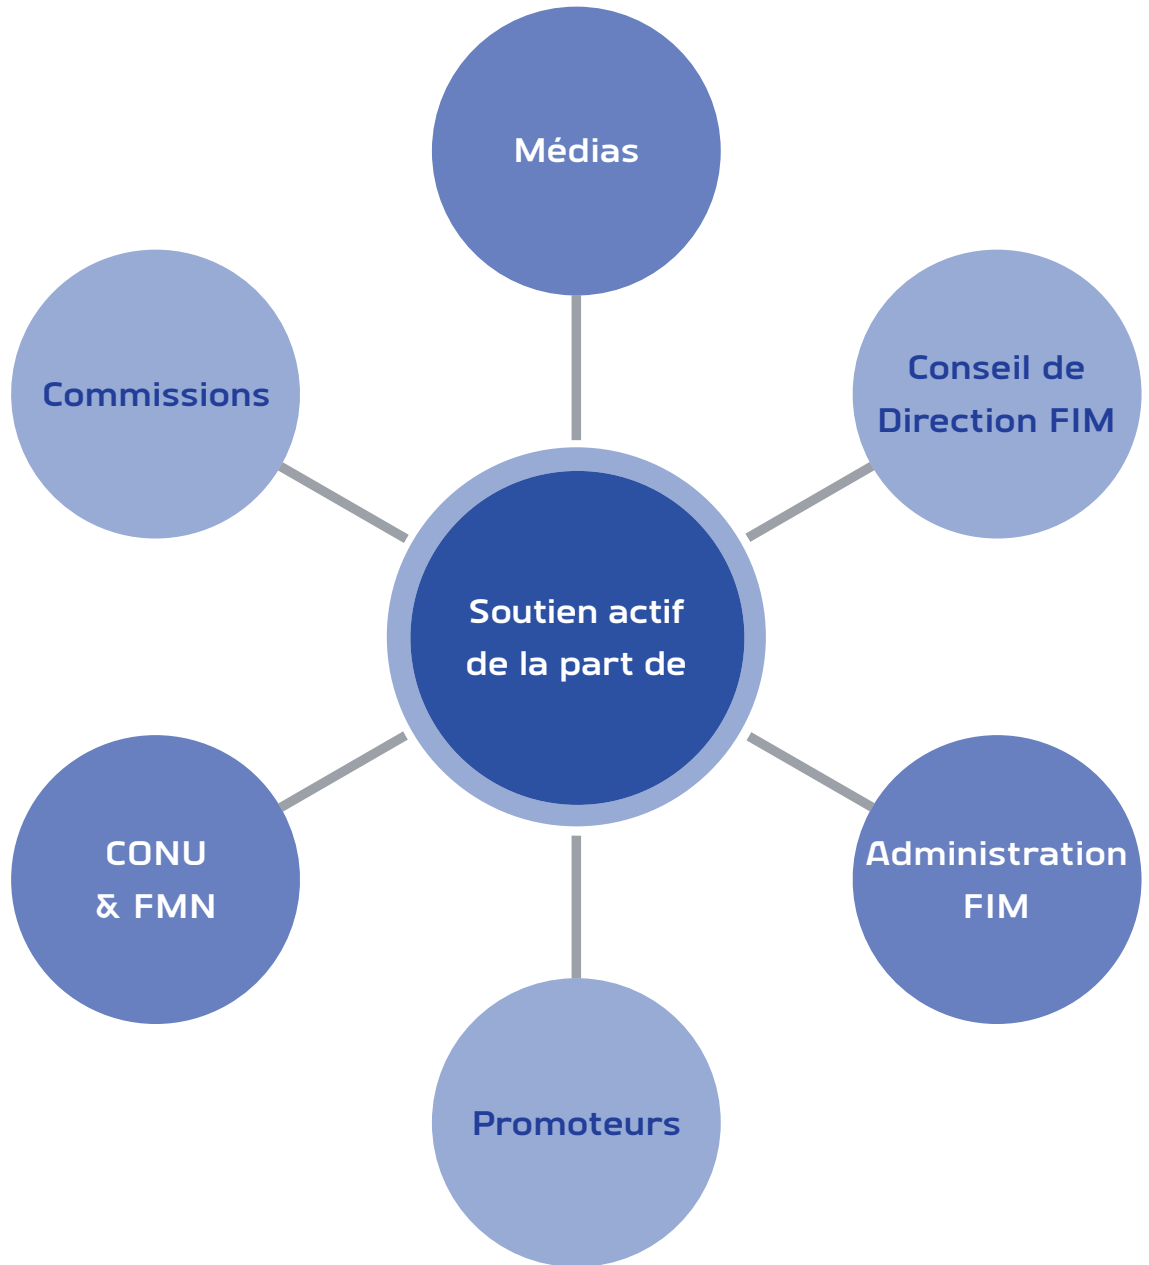 Médias
Commissions
Conseil de
Direction FIM
Soutien actif
de la part de
CONU
& FMN
Administration
FIM
Promoteurs